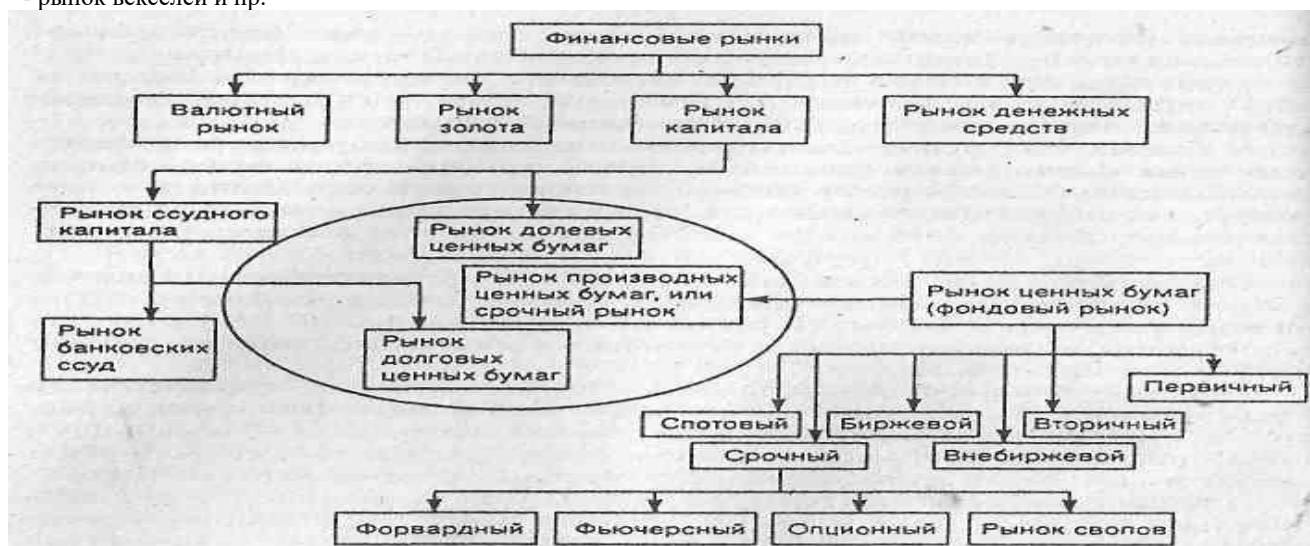 - рынок векселей и пр.
Финансовые рынки
Валютный
рынок
Рынок
золота
Рынок
капитала
Рынок денежных
средств
Рынок ссудного
капитала
Рынок долевых
ценных бумаг
Рынок производных
ценных бумаг, или
срочный рынок
Рынок ценных бумаг
(фондовый рынок)
Рынок
банковских
ссуд
Рынок
долговых
ценных бумаг
Первичный
Спотовый
Биржевой
Вторичный
Срочный
Внебиржевой
Форвардный
Фьючерсный
Опционный
Рынок свопов